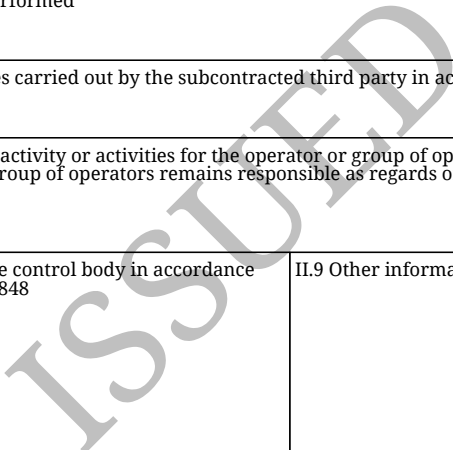 rformed
s carried out by the subcontracted third party in ac
activity or activities for the operator or group of op
roup of operators remains responsible as regards o
e control body in accordance
848
II.9 Other informa
ISSUED